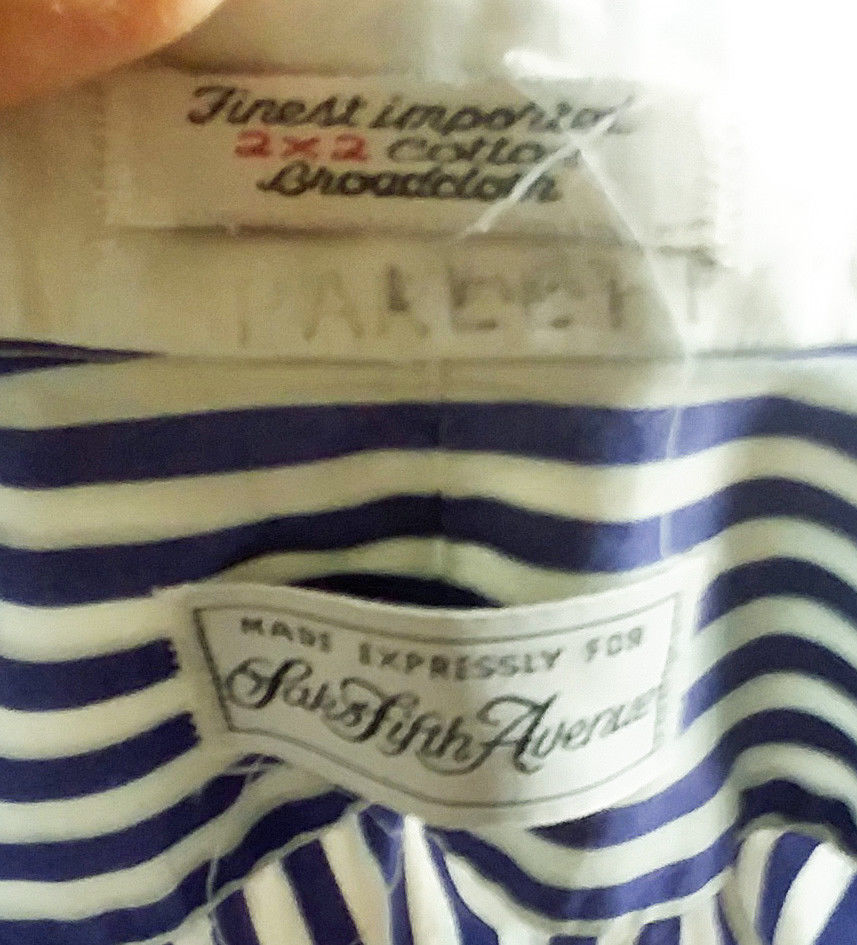 Finest imported
2x2 Cotton
Broadcloth
MADE EXPRESSLY FOR
Saks Fifth Avenue